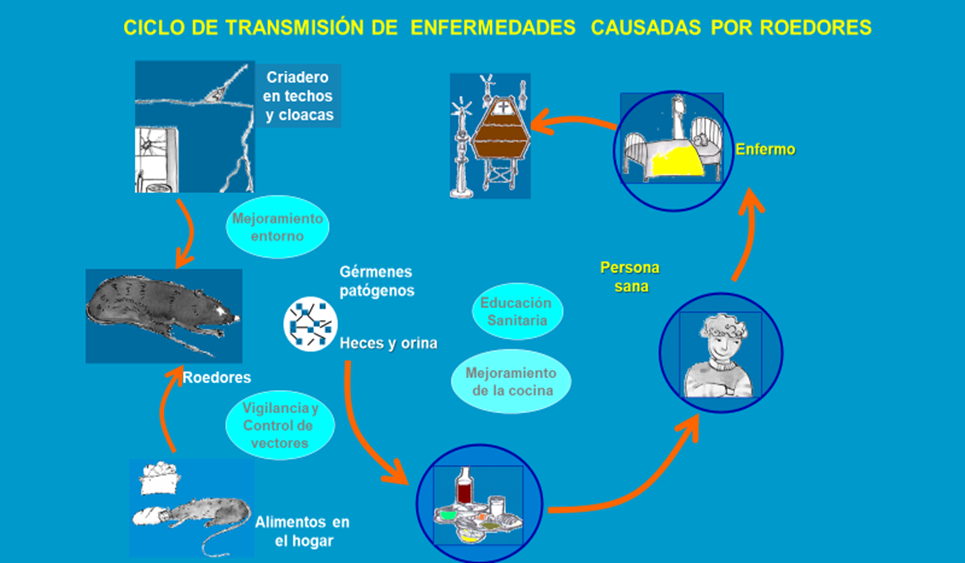 CICLO DE TRANSMISIÓN DE ENFERMEDADES CAUSADAS POR ROEDORES
Criadero
en techos
y cloacas
Enfermo
Mejoramiento
entorno
Gérmenes
patógenos
Persona
sana
Educación
Sanitaria
Heces y orina
Roedores
Mejoramiento
de la cocina
Vigilancia y
Control de
vectores
Alimentos en
el hogar